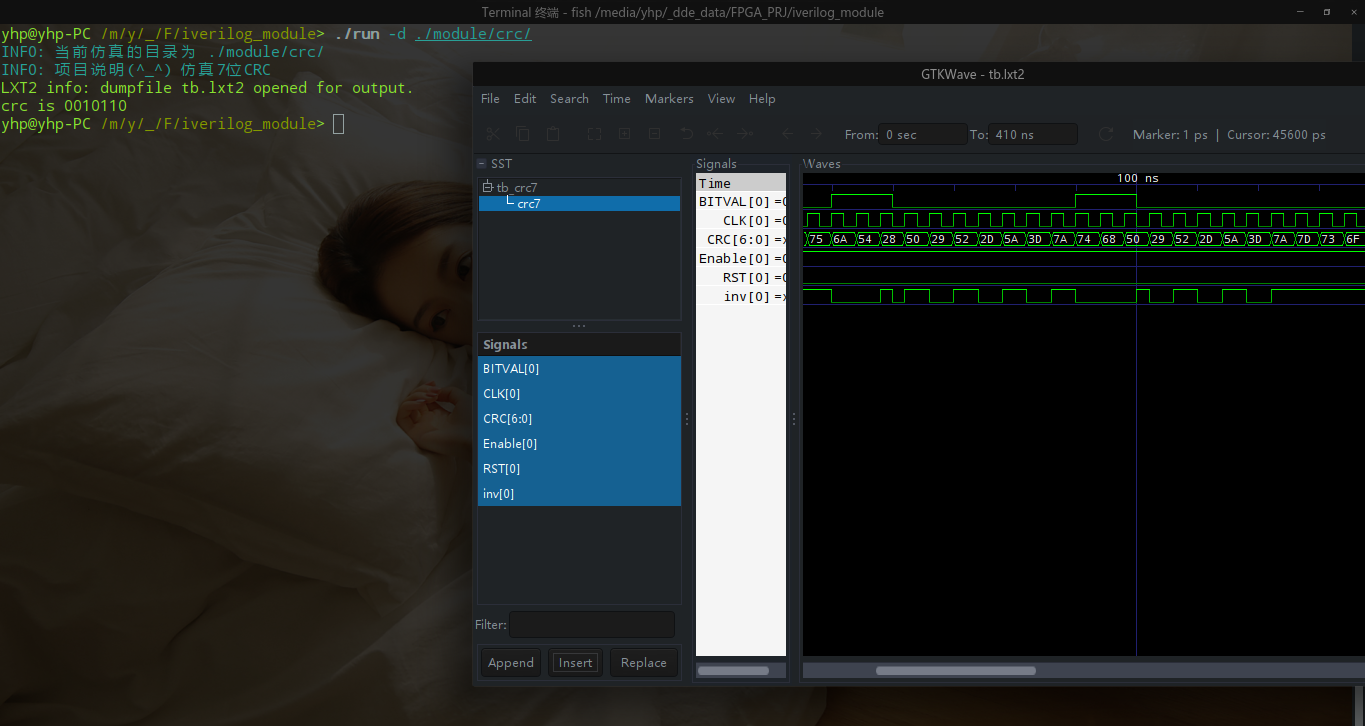 Terminal 终端 - fish /media/yhp/_dde_data/FPGA_PRJ/iverilog_module
yhp@yhp-PC /m/y/_/F/iverilog_module> ./run -d ./module/crc/
INFO: 当前仿真的目录为 ./module/crc/
INFO: 项目说明(^_^) 仿真7位CRC
LXT2 info: dumpfile tb.lxt2 opened for output.
crc is 0010110
yhp@yhp-PC /m/y/_/F/iverilog_module>
GTKWave - tb.lxt2
File Edit Search Time Markers View Help
From: 0 sec To: 410 ns Marker: 1 ps | Cursor: 45600 ps
SST
tb_crc7
crc7
Signals
BITVAL[0]
CLK[0]
CRC[6:0]
Enable[0]
RST[0]
inv[0]
Filter:
Append Insert Replace
Signals
Time
BITVAL[0] =0
CLK[0] =0
CRC[6:0] =x
Enable[0] =0
RST[0] =0
inv[0] =x
Waves
100 ns
75 6A 54 28 50 29 52 2D 5A 3D 7A 74 68 50 29 52 2D 5A 3D 7A 7D 73 6F